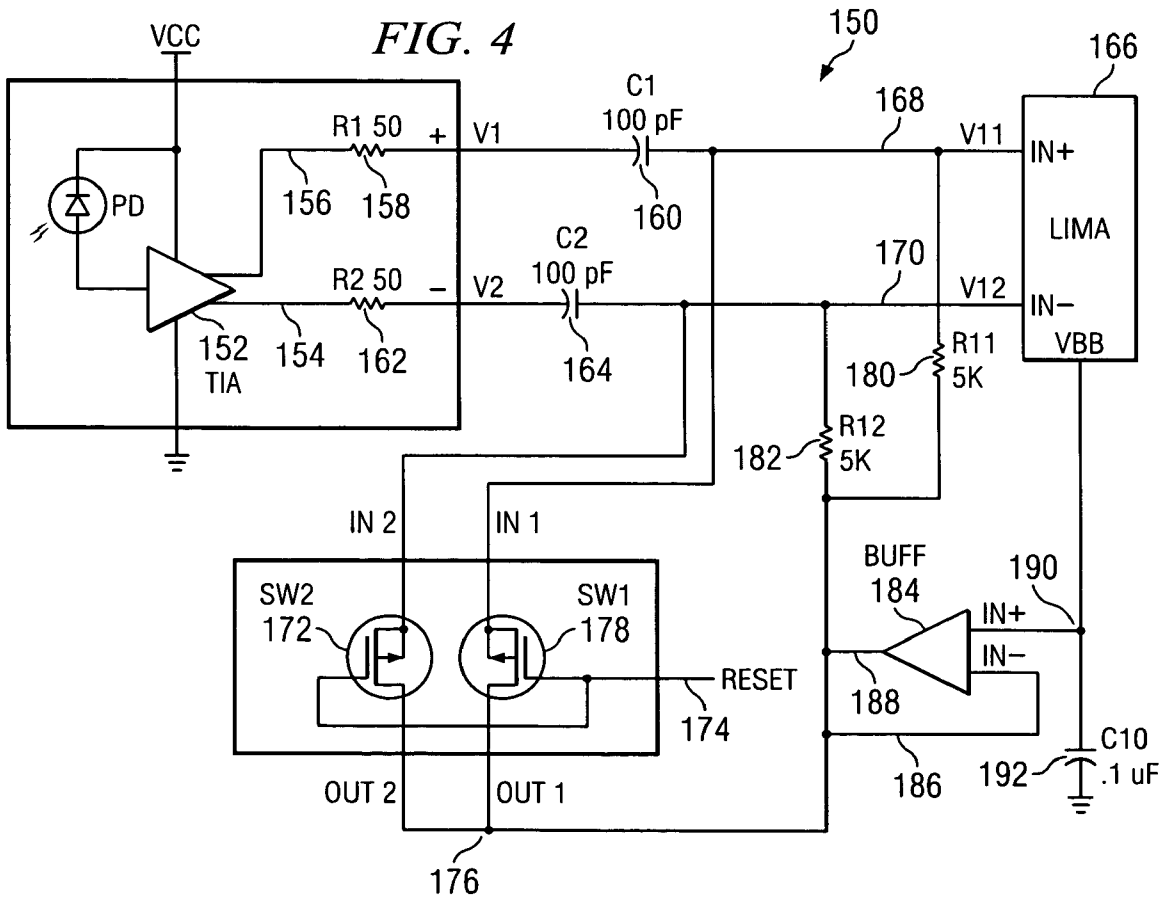 FIG. 4
VCC
150
166
C1
100 pF
168
R1 50
+
V1
V11
IN+
PD
156
158
160
LIMA
C2
100 pF
170
R2 50
−
V2
V12
IN−
152
154
162
164
VBB
TIA
180
R11
5K
182
R12
5K
IN 2
IN 1
BUFF
184
190
SW2
172
SW1
178
IN+
IN−
RESET
174
188
186
C10
.1 uF
192
OUT 2
OUT 1
176